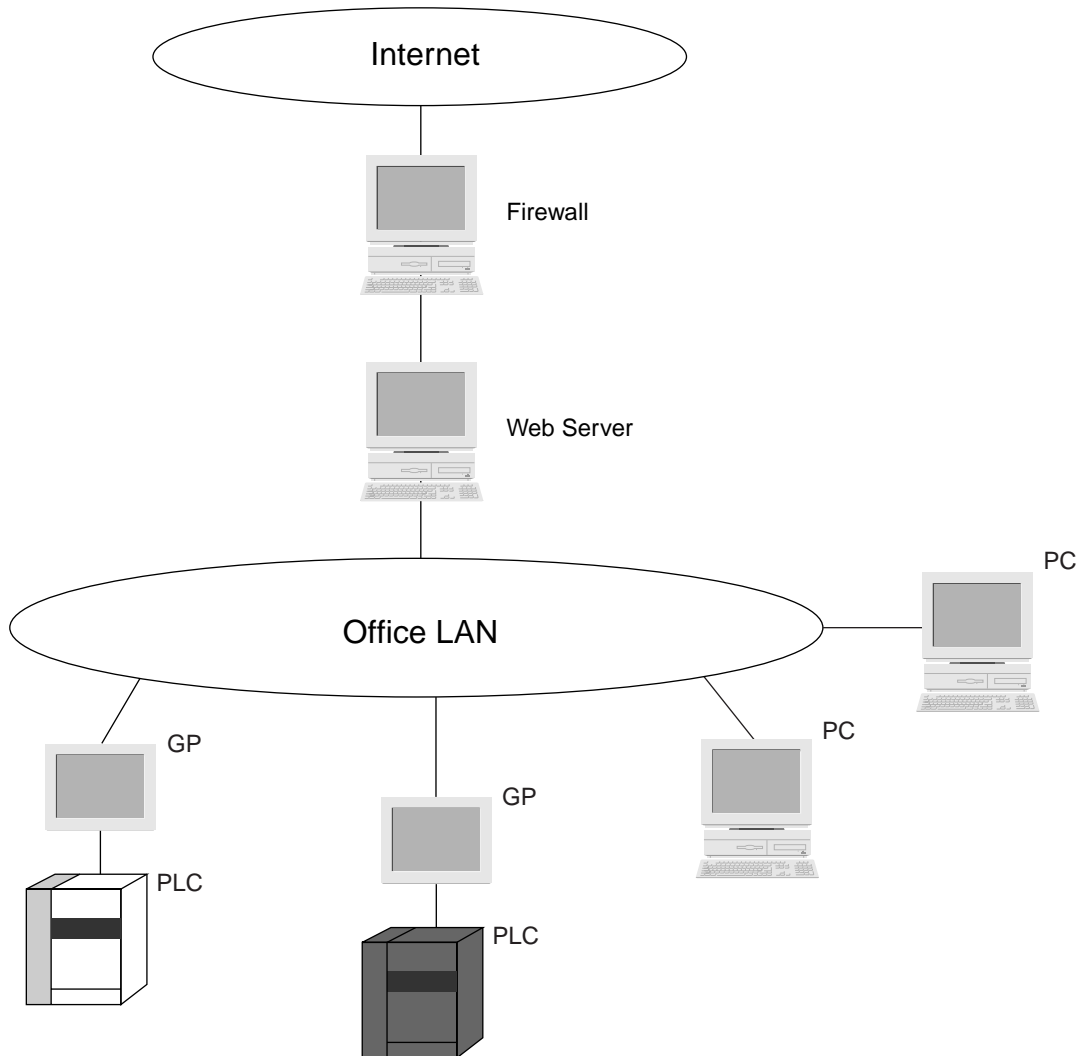 Internet
Firewall
Web Server
PC
Office LAN
GP
PC
GP
PLC
PLC